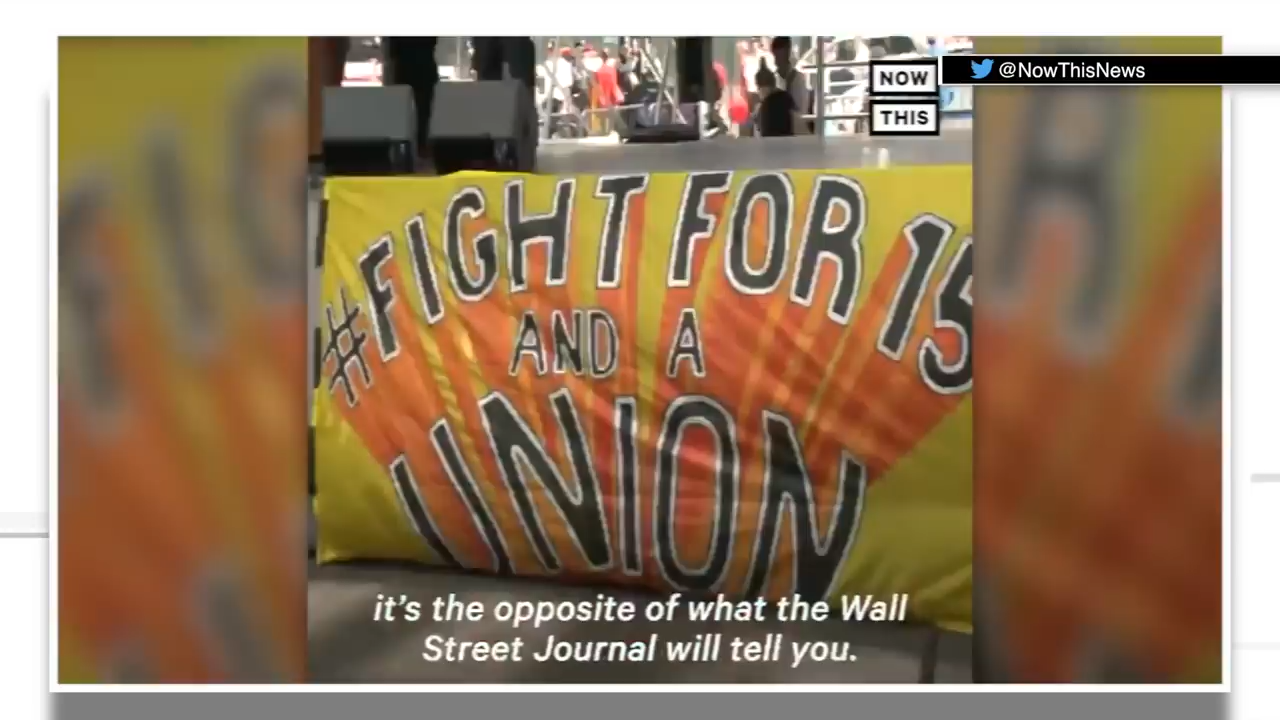 NOW
THIS
@NowThisNews
#FIGHT FOR 15
AND A
UNION
it's the opposite of what the Wall
Street Journal will tell you.